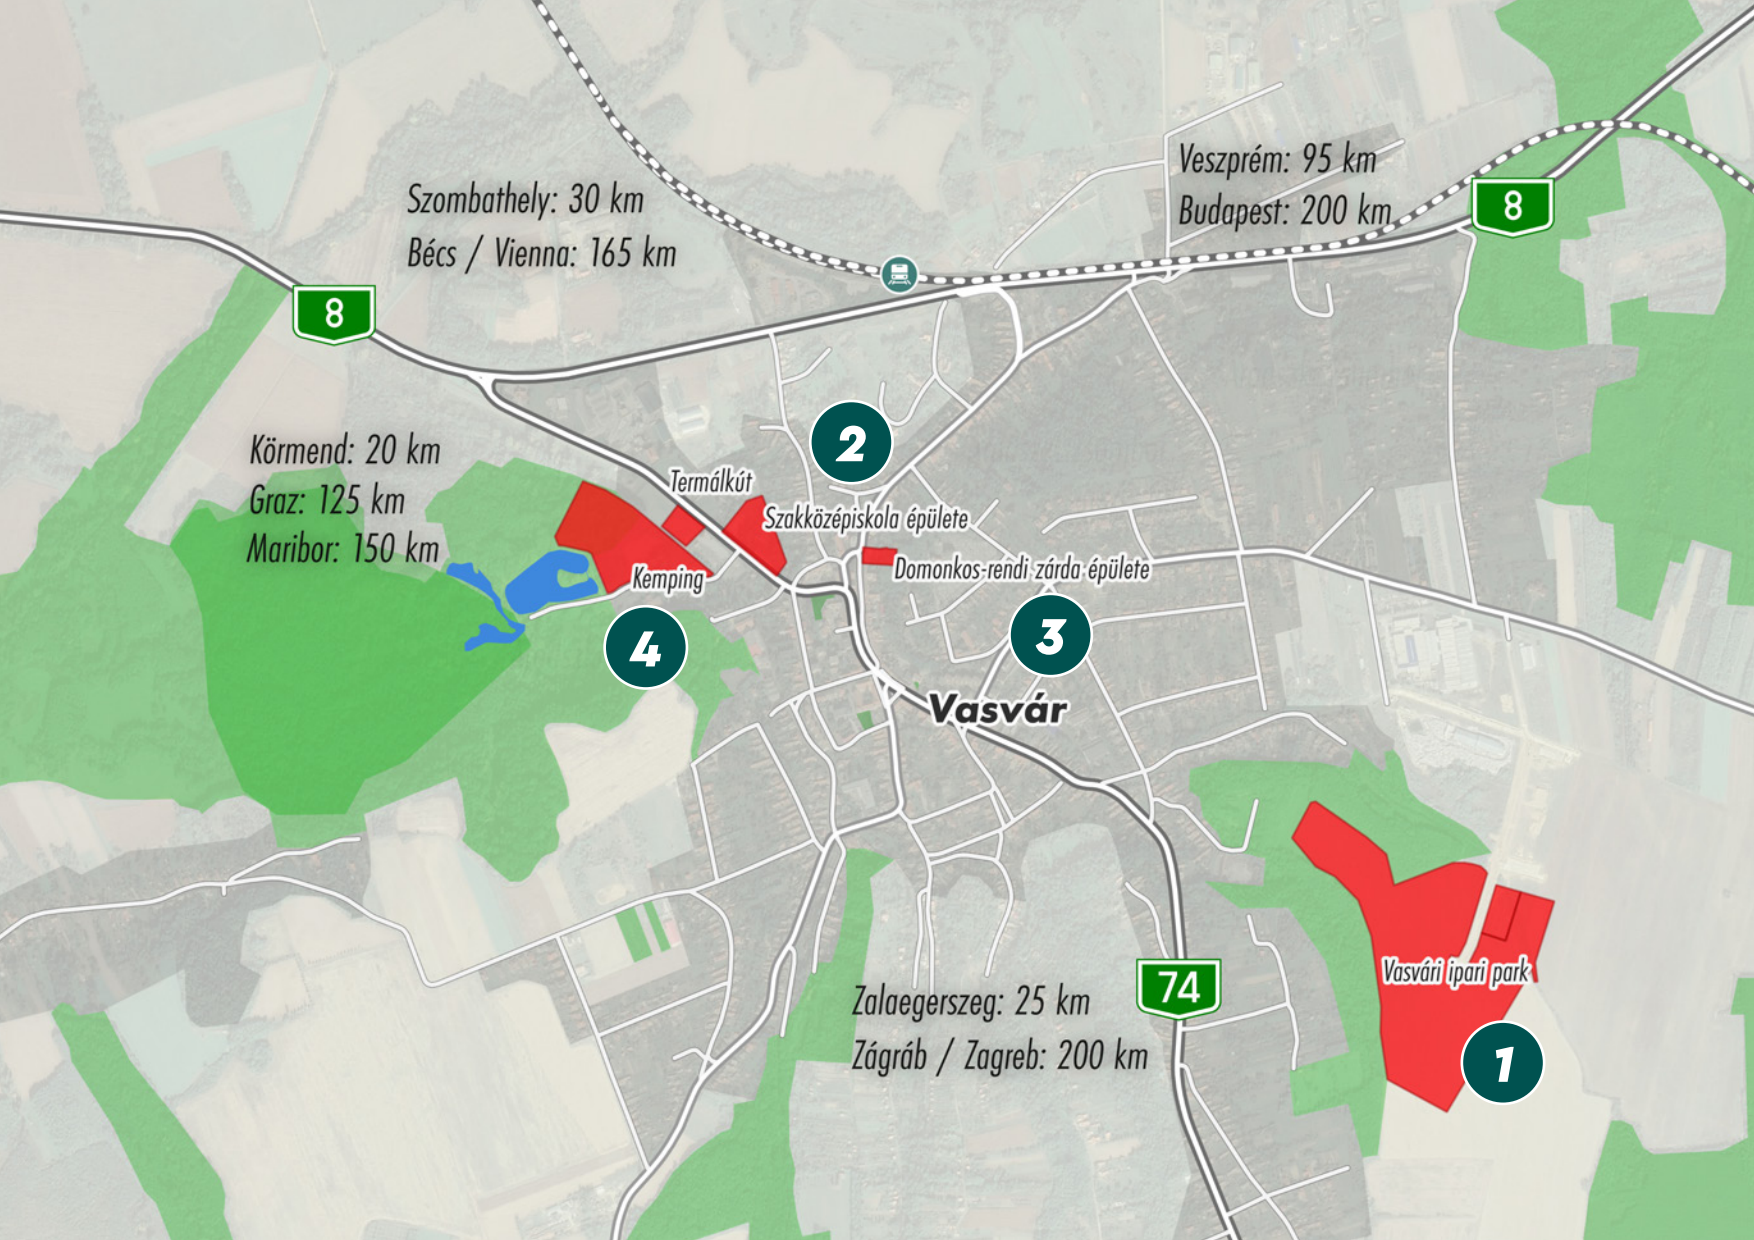 Veszprém: 95 km
Budapest: 200 km
8
Szombathely: 30 km
Bécs / Vienna: 165 km
8
Körmend: 20 km
Graz: 125 km
Maribor: 150 km
2
Termálkút
Szakközépiskola épülete
Domonkos-rendi zárda épülete
Kemping
4
3
Vasvár
Vasvári ipari park
74
Zalaegerszeg: 25 km
Zágráb / Zagreb: 200 km
1